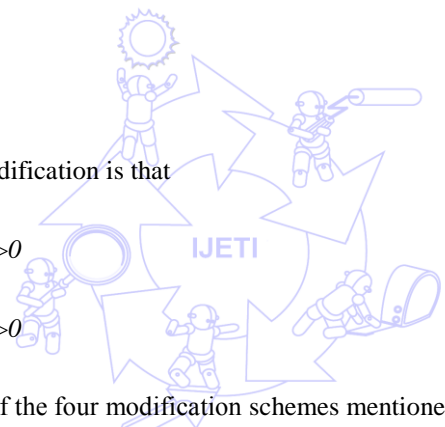 dification is that
>0
IJETI
>0
f the four modification schemes mentione